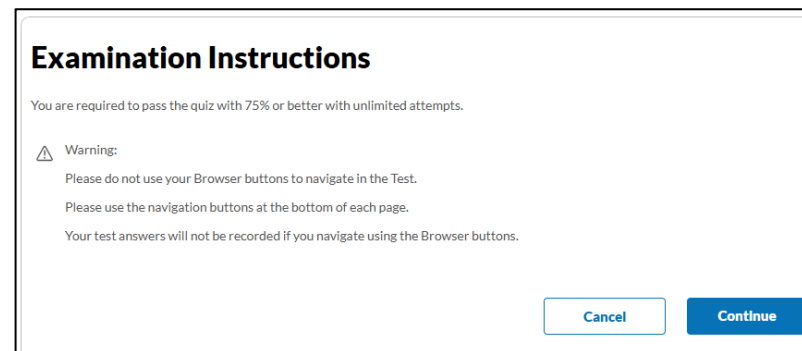 Examination Instructions
You are required to pass the quiz with 75% or better with unlimited attempts.
Warning:
Please do not use your Browser buttons to navigate in the Test.
Please use the navigation buttons at the bottom of each page.
Your test answers will not be recorded if you navigate using the Browser buttons.
Cancel Continue